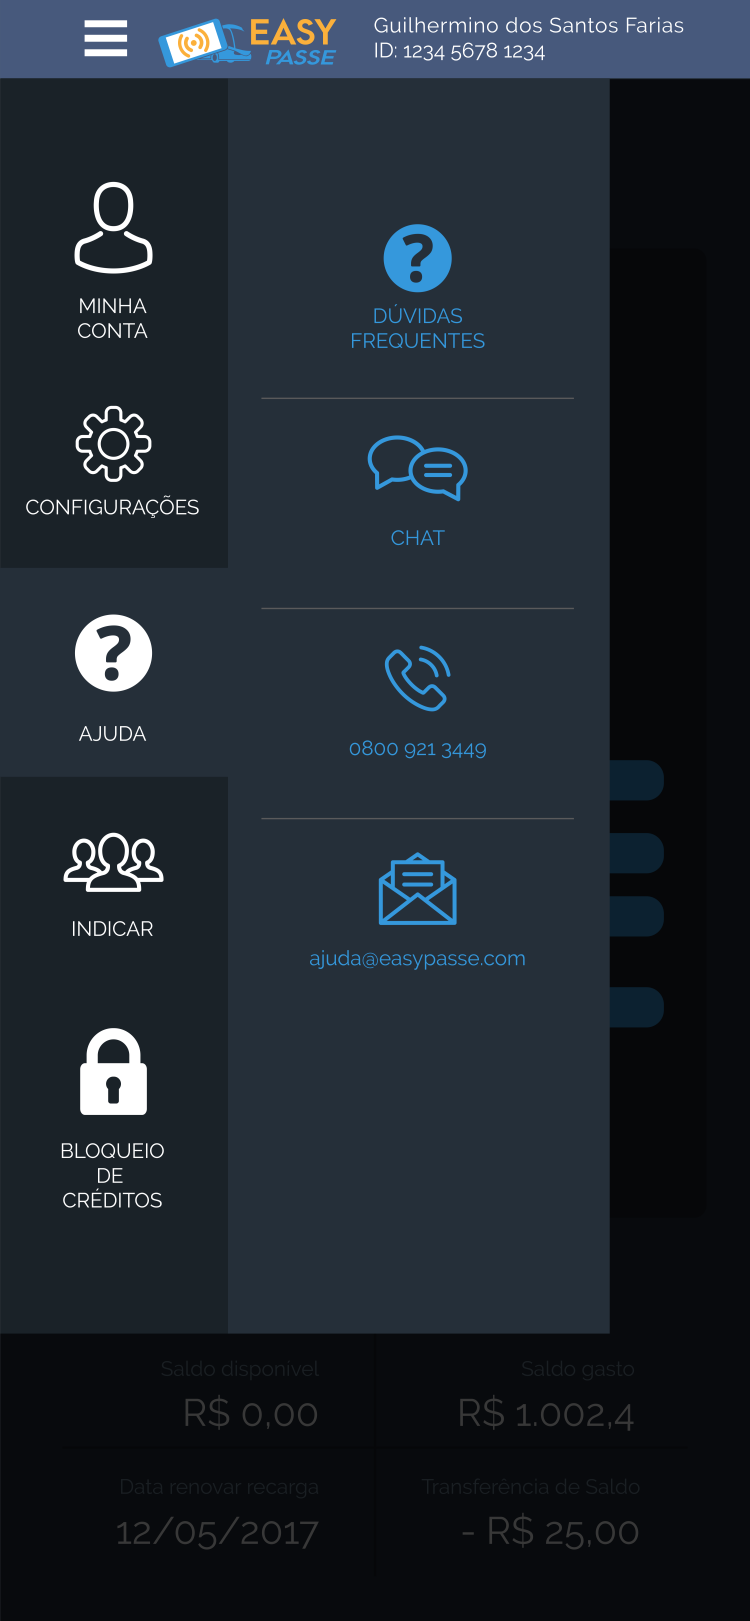 EASY
PASSE
Guilhermino dos Santos Farias
ID: 1234 5678 1234
MINHA
CONTA
CONFIGURAÇÕES
AJUDA
INDICAR
BLOQUEIO
DE
CRÉDITOS
DÚVIDAS
FREQUENTES
CHAT
0800 921 3449
ajuda@easypasse.com
Saldo disponivel
R$ 0,00
Saldo gasto
R$ 1.002,4
Data renovar recarga
12/05/2017
Transferência de Saldo
- R$ 25,00